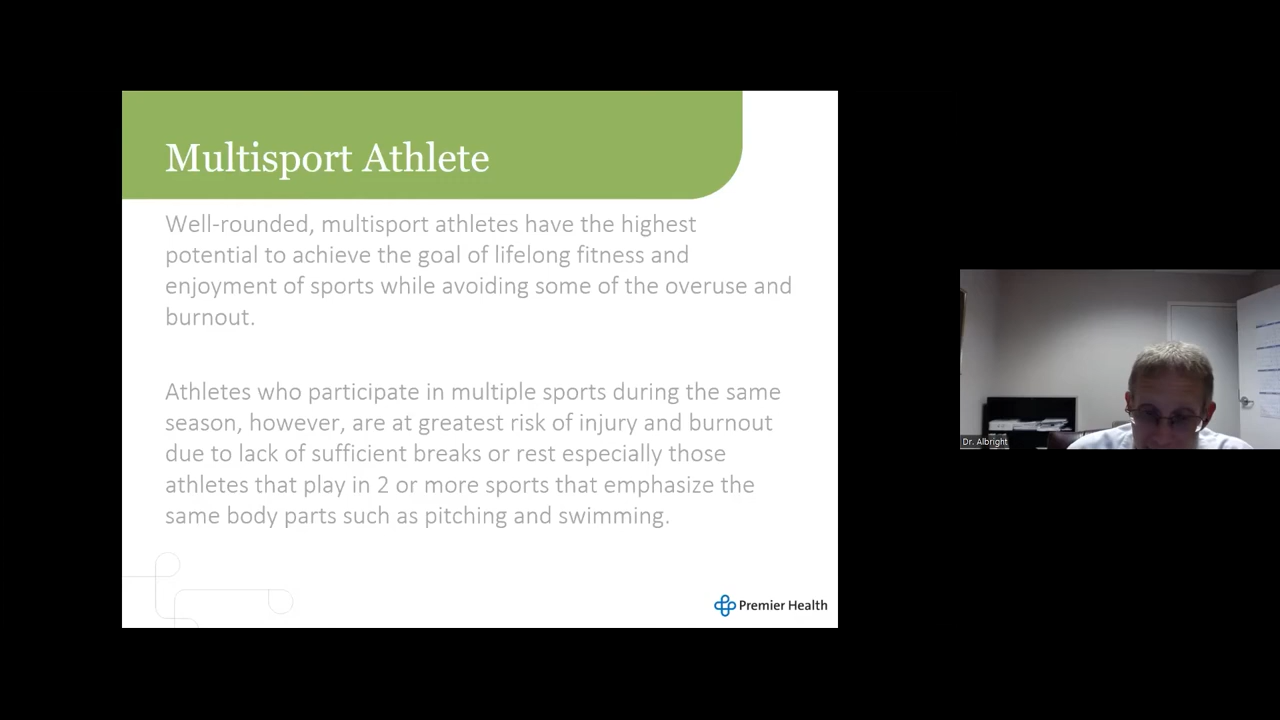 Multisport Athlete
Well-rounded, multisport athletes have the highest
potential to achieve the goal of lifelong fitness and
enjoyment of sports while avoiding some of the overuse and
burnout.
Athletes who participate in multiple sports during the same
season, however, are at greatest risk of injury and burnout
due to lack of sufficient breaks or rest especially those
athletes that play in 2 or more sports that emphasize the
same body parts such as pitching and swimming.
Premier Health
Dr. Albright